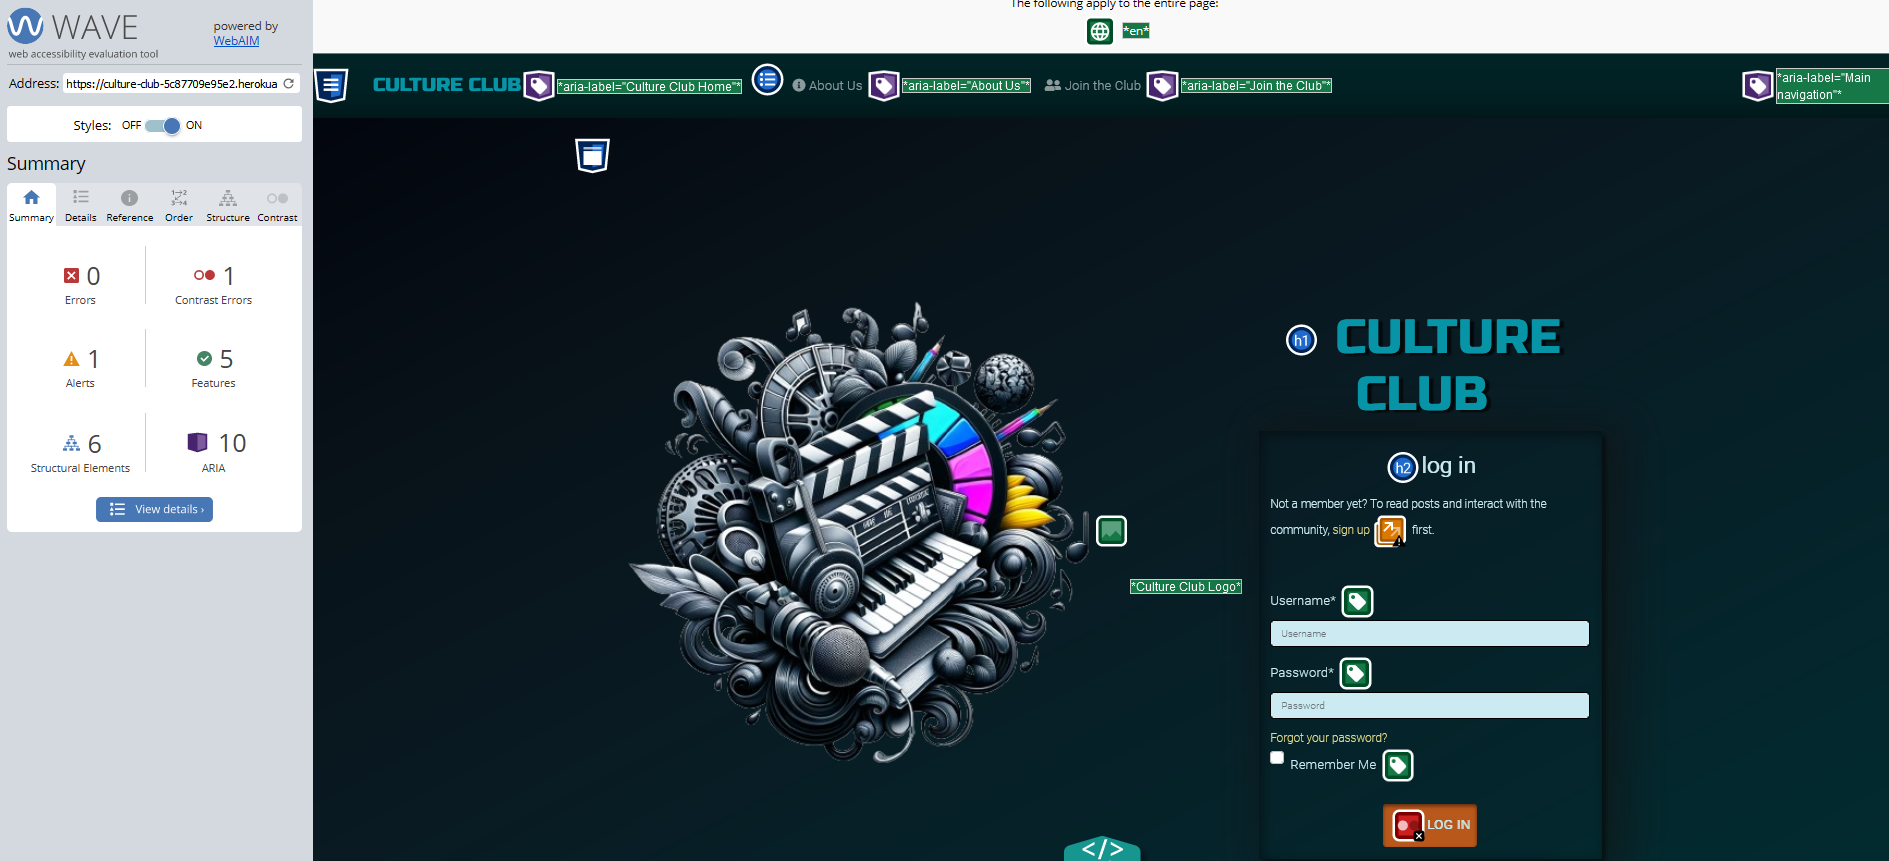 WAVE
powered by
WebAIM
web accessibility evaluation tool
Address: https://culture-club-5c87709e95e2.herokua
Styles: OFF ON
Summary
Summary Details Reference Order Structure Contrast
0
Errors
1
Contrast Errors
1
Alerts
5
Features
6
Structural Elements
10
ARIA
View details ›
The following apply to the entire page:
*en*
CULTURE CLUB *aria-label="Culture Club Home"* About Us *aria-label="About Us"* Join the Club *aria-label="Join the Club"*
*aria-label="Main
navigation"*
h1 CULTURE
CLUB
h2 log in
Not a member yet? To read posts and interact with the
community, sign up first.
*Culture Club Logo*
Username*
Username
Password*
Password
Forgot your password?
Remember Me
LOG IN
</>